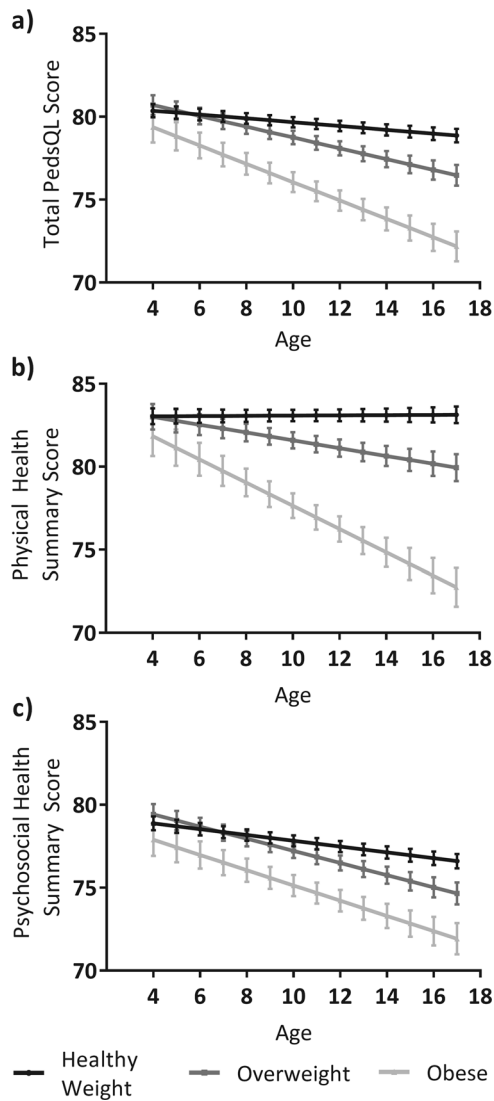 a)
Total PedsQL Score
85
80
75
70
4 6 8 10 12 14 16 18
Age
b)
Physical Health
Summary Score
85
80
75
70
4 6 8 10 12 14 16 18
Age
c)
Psychosocial Health
Summary Score
85
80
75
70
4 6 8 10 12 14 16 18
Age
Healthy
Weight
Overweight
Obese